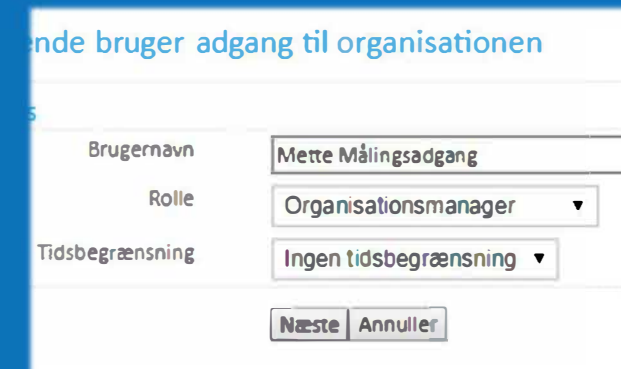 ende bruger adgang til organisationen
s
Brugernavn Mette Målingsadgang
Rolle Organisationsmanager
Tidsbegrænsning Ingen tidsbegrænsning
Næste Annuller